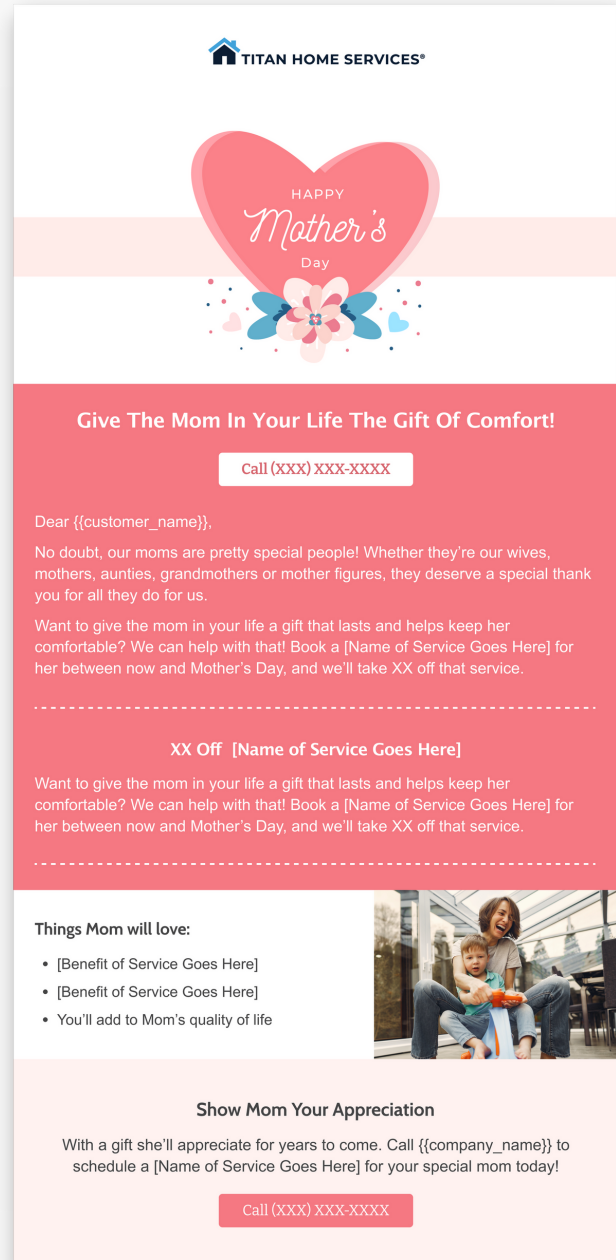 TITAN HOME SERVICES®
HAPPY
Mother's
Day
Give The Mom In Your Life The Gift Of Comfort!
Call (XXX) XXX-XXXX
Dear {{customer_name}},
No doubt, our moms are pretty special people! Whether they’re our wives,
mothers, aunties, grandmothers or mother figures, they deserve a special thank
you for all they do for us.
Want to give the mom in your life a gift that lasts and helps keep her
comfortable? We can help with that! Book a [Name of Service Goes Here] for
her between now and Mother’s Day, and we’ll take XX off that service.
XX Off  [Name of Service Goes Here]
Want to give the mom in your life a gift that lasts and helps keep her
comfortable? We can help with that! Book a [Name of Service Goes Here] for
her between now and Mother’s Day, and we’ll take XX off that service.
Things Mom will love:
• [Benefit of Service Goes Here]
• [Benefit of Service Goes Here]
• You’ll add to Mom’s quality of life
Show Mom Your Appreciation
With a gift she’ll appreciate for years to come. Call {{company_name}} to
schedule a [Name of Service Goes Here] for your special mom today!
Call (XXX) XXX-XXXX